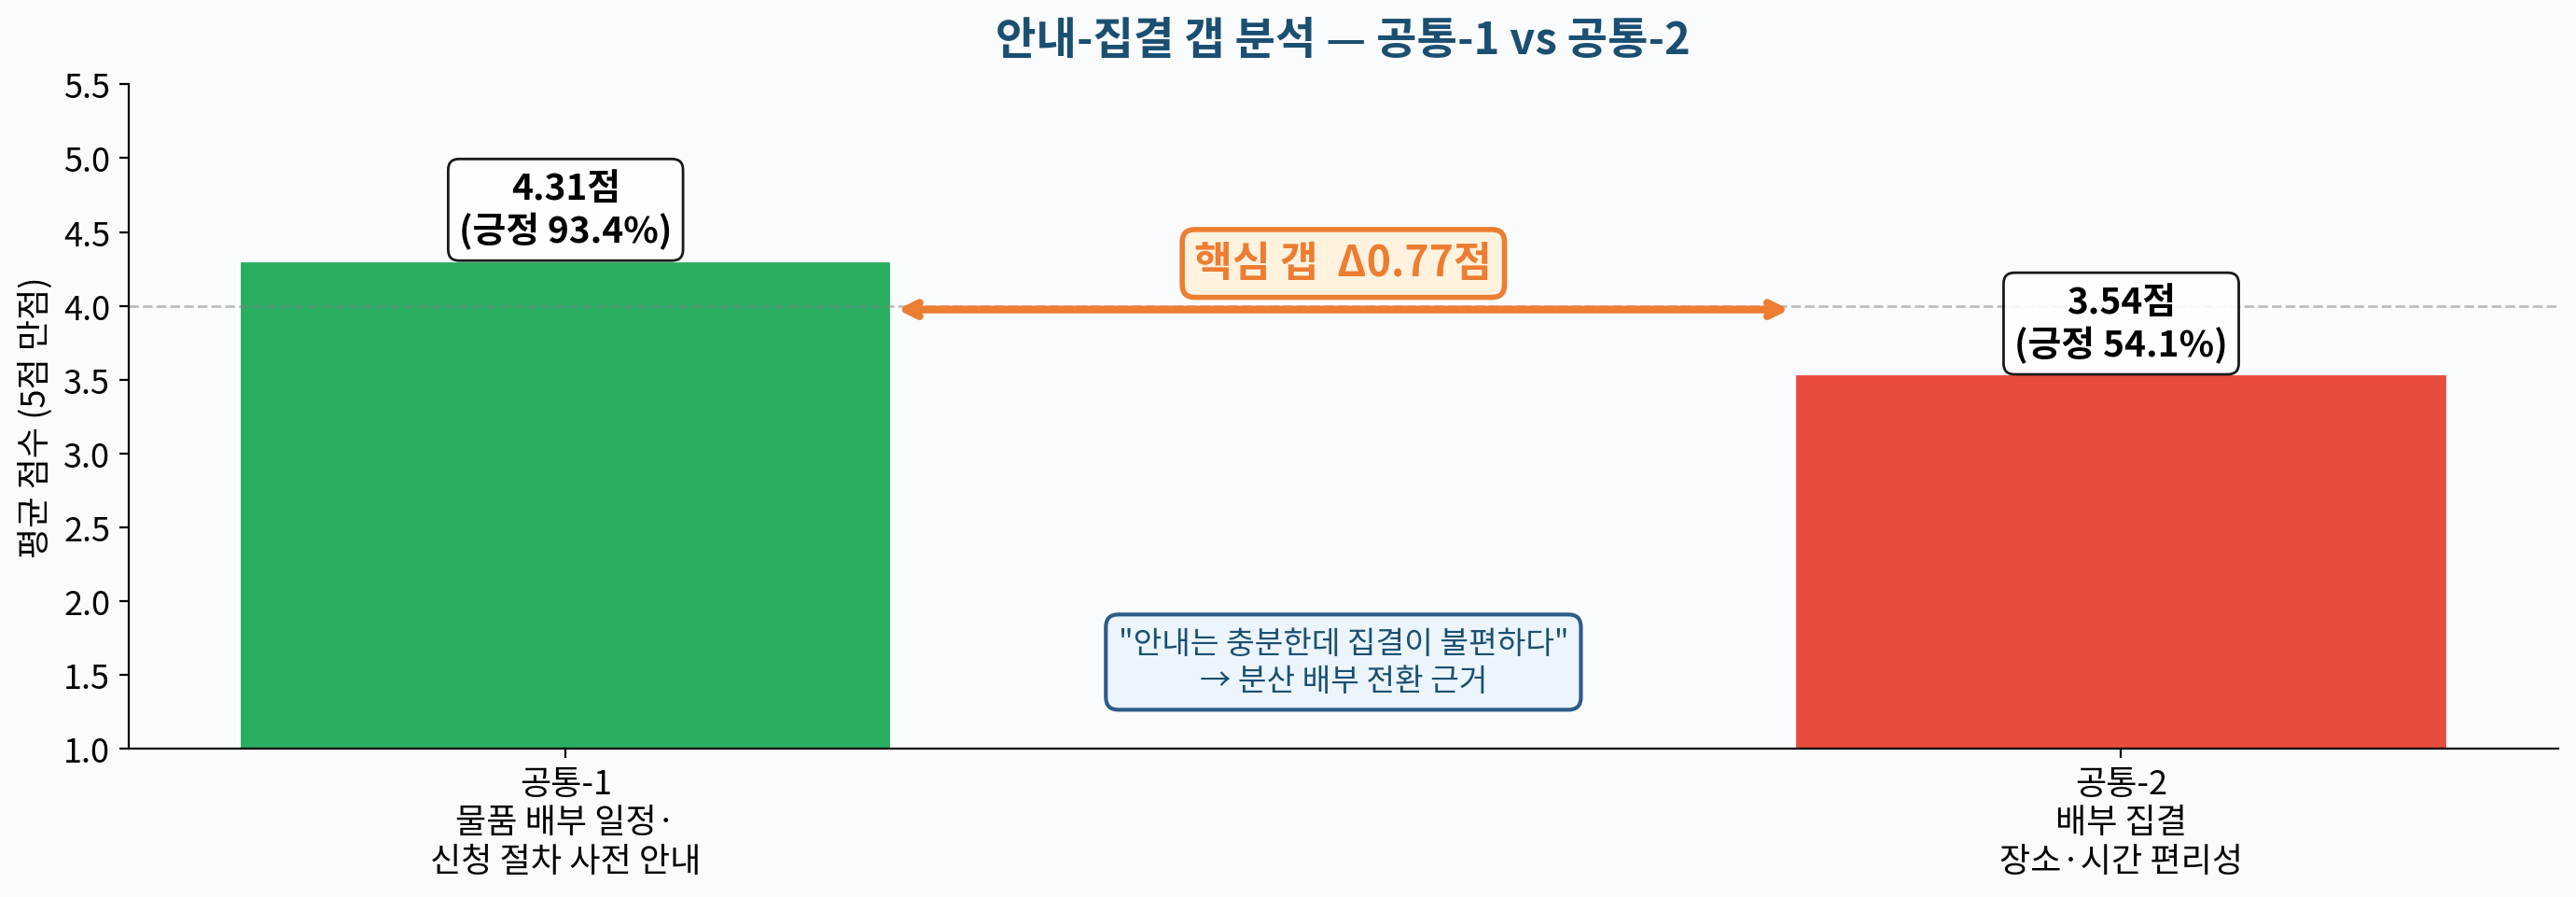 안내-집결 갭 분석 — 공통-1 vs 공통-2
평균 점수 (5점 만점)
5.5
5.0
4.5
4.0
3.5
3.0
2.5
2.0
1.5
1.0
4.31점
(긍정 93.4%)
핵심 갭 Δ0.77점
3.54점
(긍정 54.1%)
"안내는 충분한데 집결이 불편하다"
→ 분산 배부 전환 근거
공통-1
물품 배부 일정·
신청 절차 사전 안내
공통-2
배부 집결
장소·시간 편리성